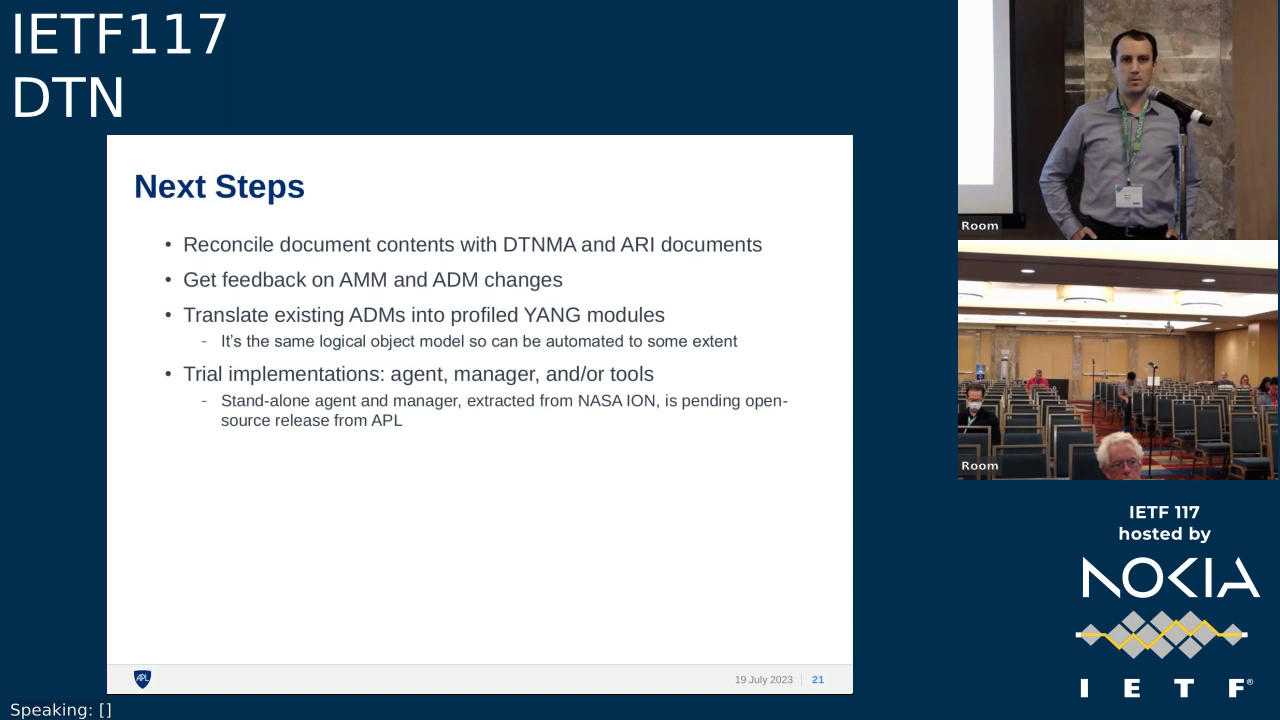 IETF117
DTN
Next Steps
• Reconcile document contents with DTNMA and ARI documents
• Get feedback on AMM and ADM changes
• Translate existing ADMs into profiled YANG modules
- It’s the same logical object model so can be automated to some extent
• Trial implementations: agent, manager, and/or tools
- Stand-alone agent and manager, extracted from NASA ION, is pending open-
source release from APL
APL
19 July 2023 | 21
Room
Room
IETF 117
hosted by
NOKIA
I E T F®
Speaking: []